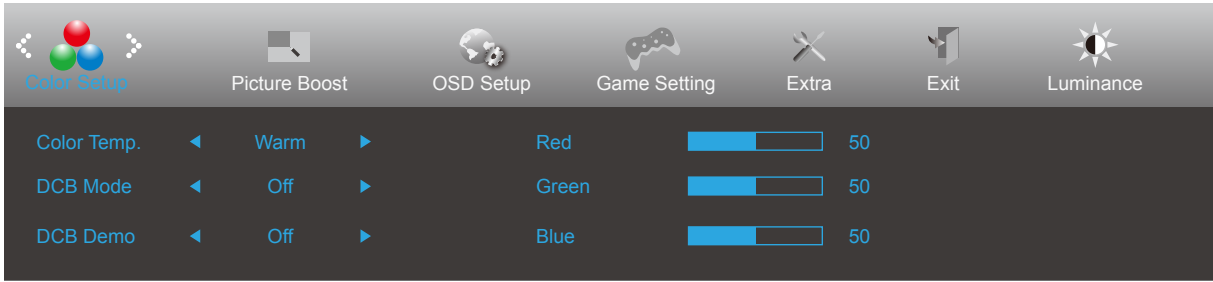 Color Setup Picture Boost OSD Setup Game Setting Extra Exit Luminance
Color Temp. Warm Red 50
DCB Mode Off Green 50
DCB Demo Off Blue 50